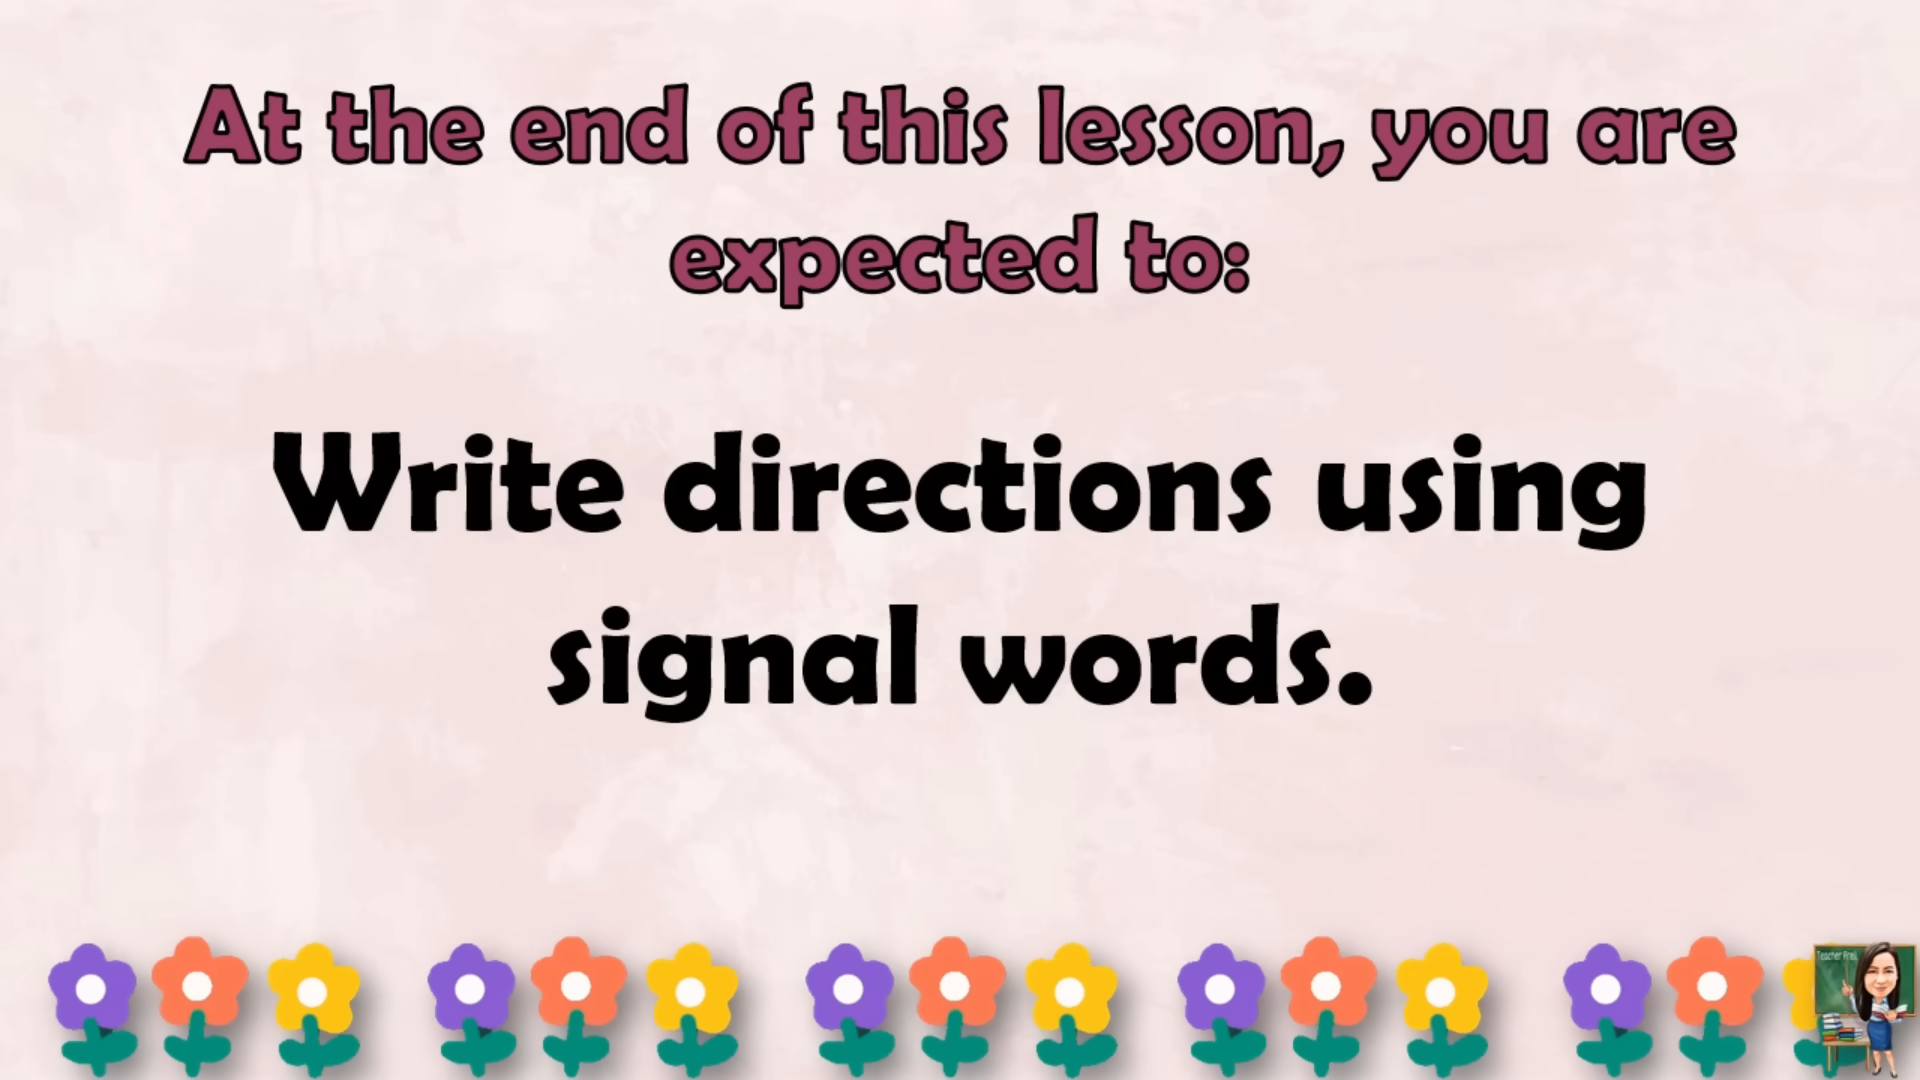 At the end of this lesson, you are
expected to:
Write directions using
signal words.